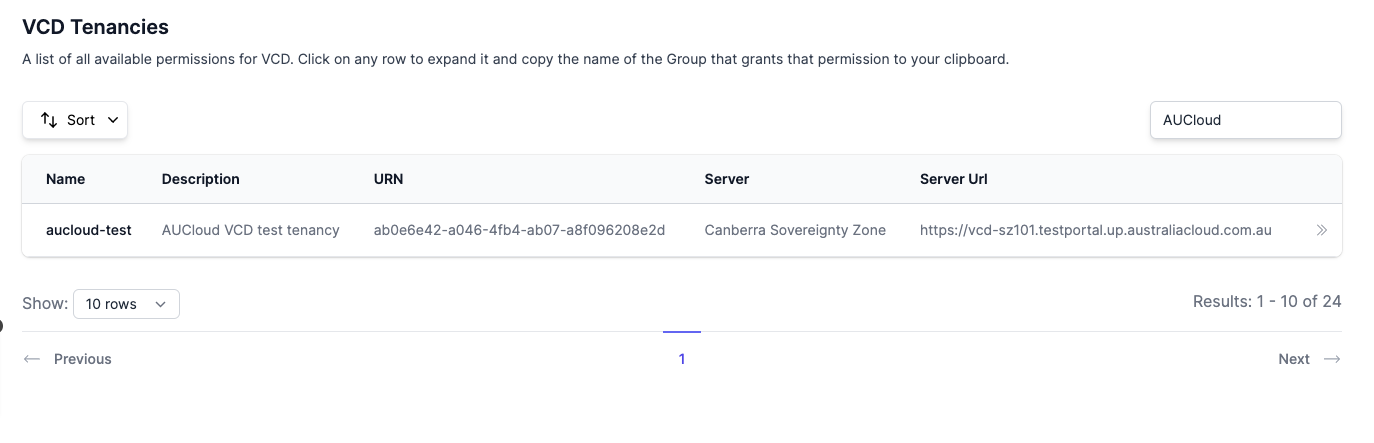 VCD Tenancies
A list of all available permissions for VCD. Click on any row to expand it and copy the name of the Group that grants that permission to your clipboard.
Sort
AUCloud
Name Description URN Server Server Url
aucloud-test AUCloud VCD test tenancy ab0e6e42-a046-4fb4-ab07-a8f096208e2d Canberra Sovereignty Zone https://vcd-sz101.testportal.up.australiacloud.com.au
Show: 10 rows Results: 1 - 10 of 24
Previous 1 Next